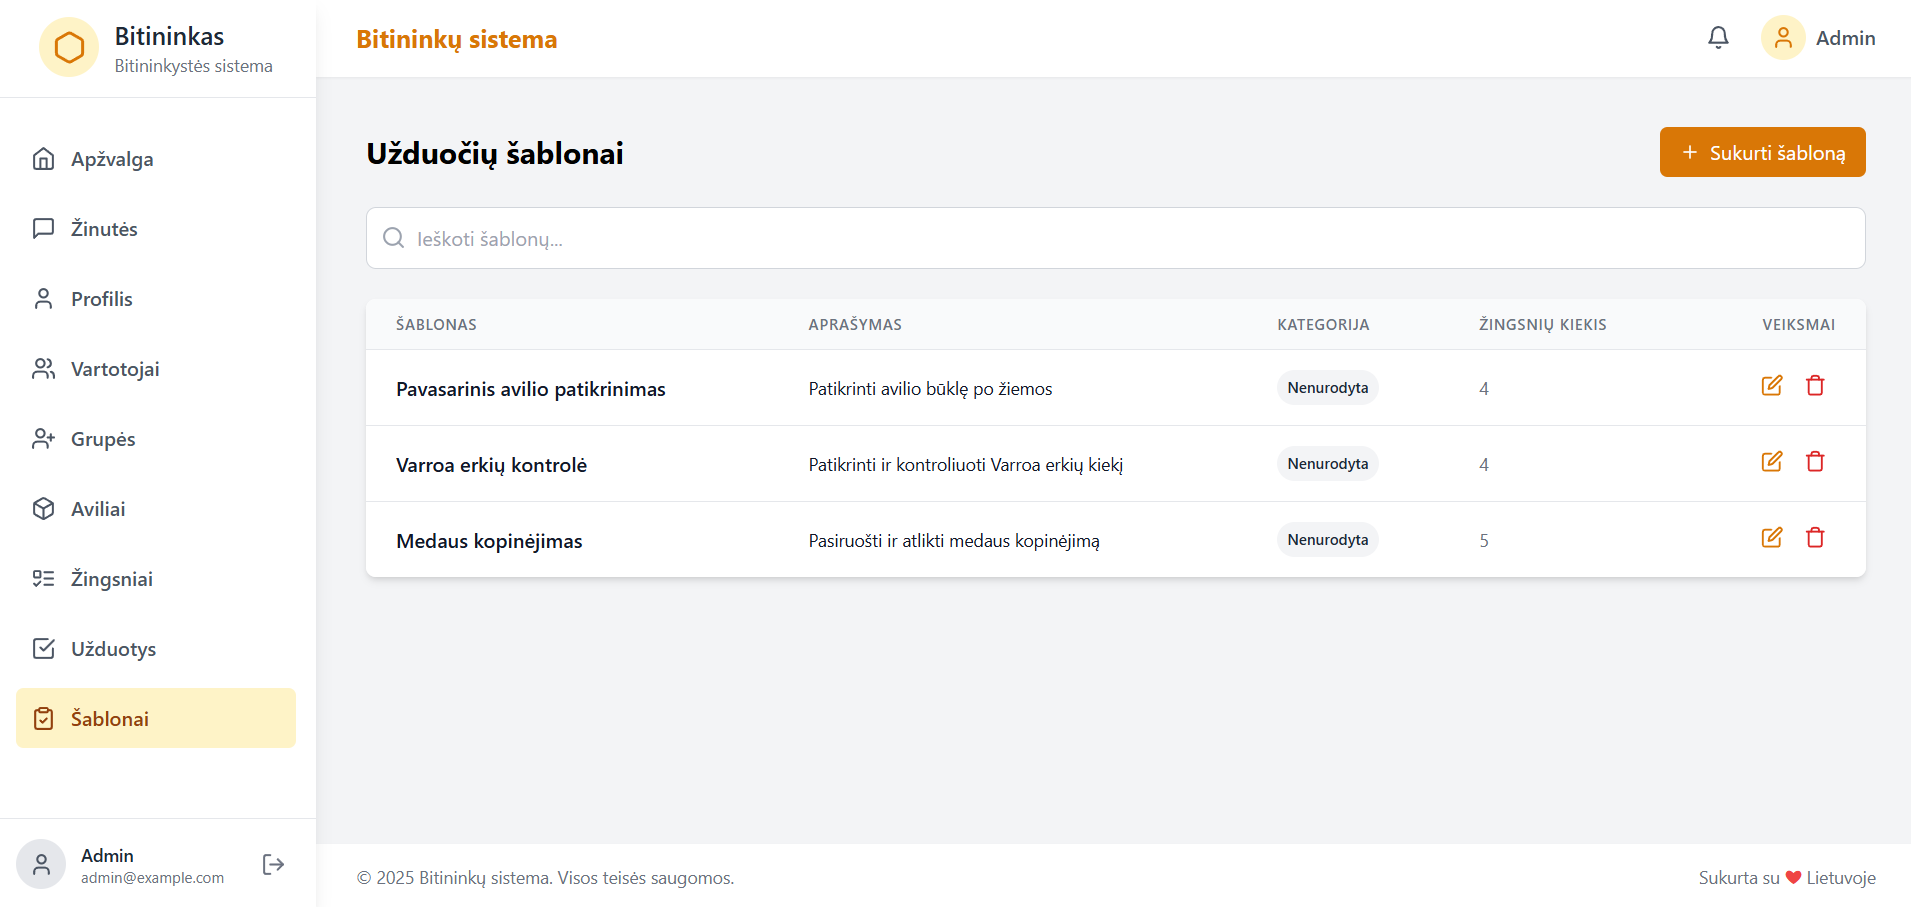 Bitininkas
Bitininkystės sistema
Apžvalga
Žinutės
Profilis
Vartotojai
Grupės
Aviliai
Žingsniai
Užduotys
Šablonai
Admin
admin@example.com
Bitininkų sistema
Admin
Užduočių šablonai
+ Sukurti šabloną
Ieškoti šablonų...
ŠABLONAS APRAŠYMAS KATEGORIJA ŽINGSNIŲ KIEKIS VEIKSMAI
Pavasarinis avilio patikrinimas Patikrinti avilio būklę po žiemos Nenurodyta 4
Varroa erkių kontrolė Patikrinti ir kontroliuoti Varroa erkių kiekį Nenurodyta 4
Medaus kopinėjimas Pasiruošti ir atlikti medaus kopinėjimą Nenurodyta 5
© 2025 Bitininkų sistema. Visos teisės saugomos.
Sukurta su ❤️ Lietuvoje